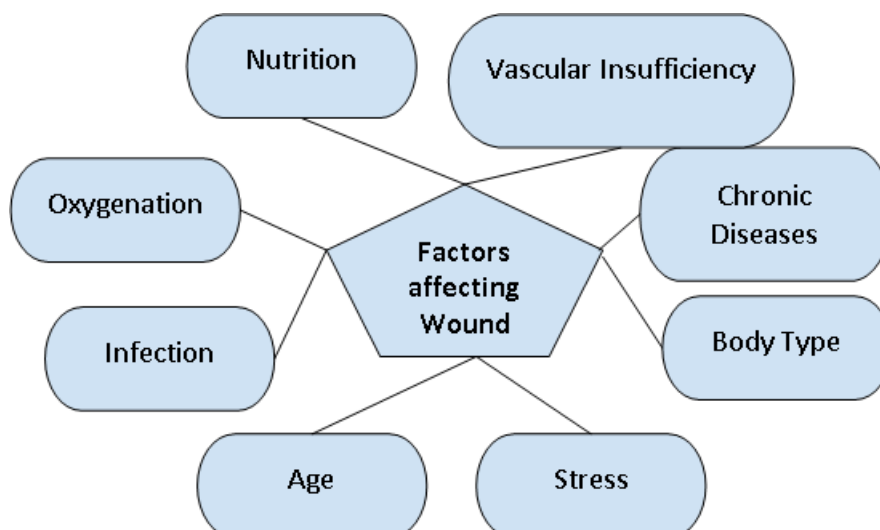 Nutrition
Vascular Insufficiency
Oxygenation
Chronic
Diseases
Factors
affecting
Wound
Infection
Body Type
Age
Stress